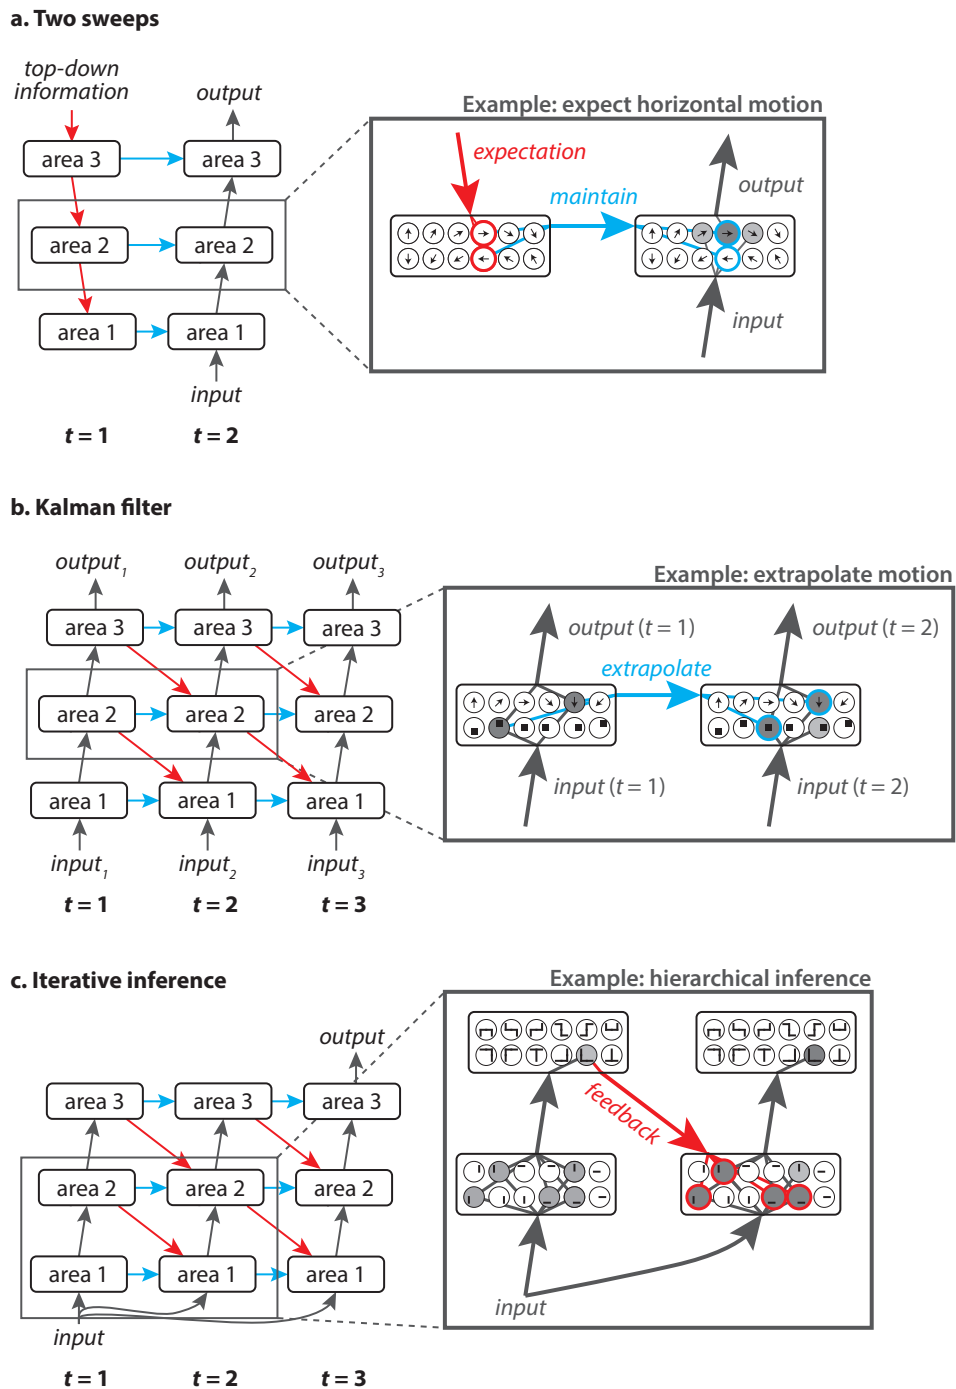 a. Two sweeps
top-down
information
output
area 3
area 3
area 2
area 2
area 1
area 1
input
t = 1
t = 2
Example: expect horizontal motion
expectation
maintain
output
input
b. Kalman filter
output1
output2
output3
area 3
area 3
area 3
area 2
area 2
area 2
area 1
area 1
area 1
input1
input2
input3
t = 1
t = 2
t = 3
Example: extrapolate motion
output (t = 1)
output (t = 2)
extrapolate
input (t = 1)
input (t = 2)
c. Iterative inference
output
area 3
area 3
area 3
area 2
area 2
area 2
area 1
area 1
area 1
input
t = 1
t = 2
t = 3
Example: hierarchical inference
feedback
input